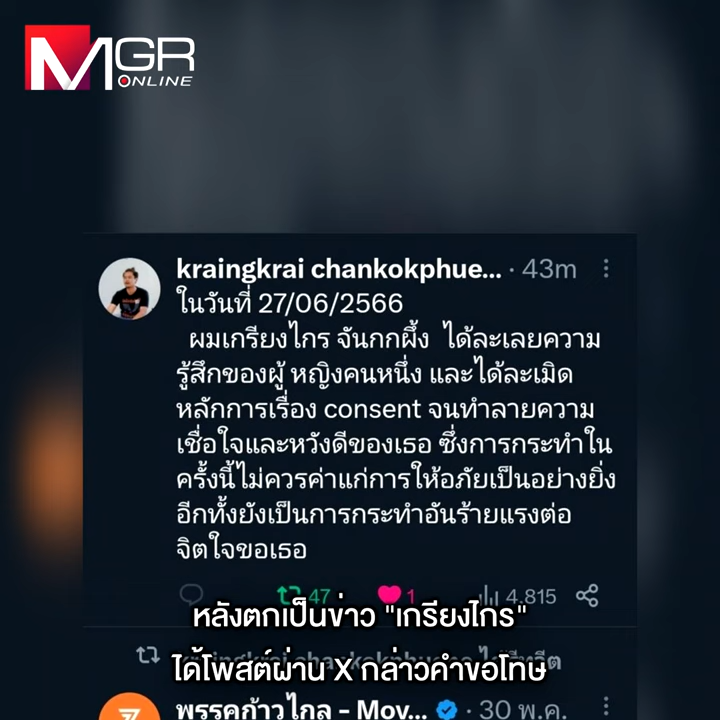 MGR
ONLINE
kraingkrai chankokphue... · 43m
ในวันที่ 27/06/2566
ผมเกรียงไกร จันกกผึ้ง ได้ละเลยความ
รู้สึกของผู้ หญิงคนหนึ่ง และได้ละเมิด
หลักการเรื่อง consent จนทำลายความ
เชื่อใจและหวังดีของเธอ ซึ่งการกระทำใน
ครั้งนี้ไม่ควรค่าแก่การให้อภัยเป็นอย่างยิ่ง
อีกทั้งยังเป็นการกระทำอันร้ายแรงต่อ
จิตใจขอเธอ
47 1 4,815
หลังตกเป็นข่าว "เกรียงไกร"
ได้โพสต์ผ่าน X กล่าวคำขอโทษ
พรรคก้าวไกล - Mov... · 30 พ.ค.